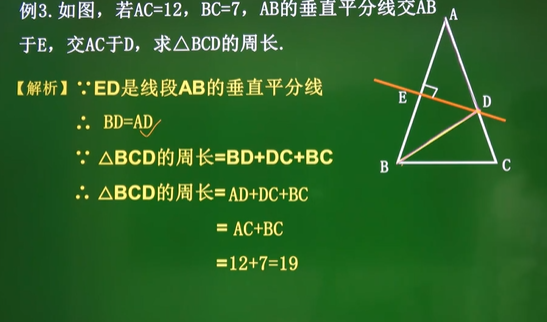 例3.如图，若AC=12，BC=7，AB的垂直平分线交AB
于E，交AC于D，求△BCD的周长.
【解析】∵ED是线段AB的垂直平分线
∴ BD=AD
∵ △BCD的周长=BD+DC+BC
∴ △BCD的周长=AD+DC+BC
= AC+BC
=12+7=19
A
E
D
B
C